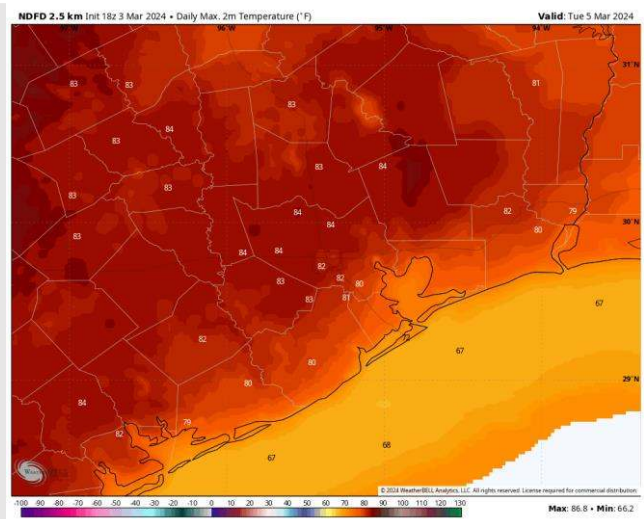 NDFD 2.5 km Init 18z 3 Mar 2024 • Daily Max. 2m Temperature (°F) Valid: Tue 5 Mar 2024
96°W 95°W 94°W
31°N
83 83 81
83
84
83
83 84
83
83
84 82 79
84 30°N
83 80
84 84
82
83 82 80
83 81
67
72
82 67
80
29°N
80
84
79
82
68
67
WeatherBELL
© 2024 WeatherBELL Analytics, LLC. All rights reserved. License required for commercial distribution.
-100 -90 -80 -70 -60 -50 -40 -30 -20 -10 0 10 20 30 40 50 60 70 80 90 100 110 120 130 Max: 86.8 • Min: 66.2